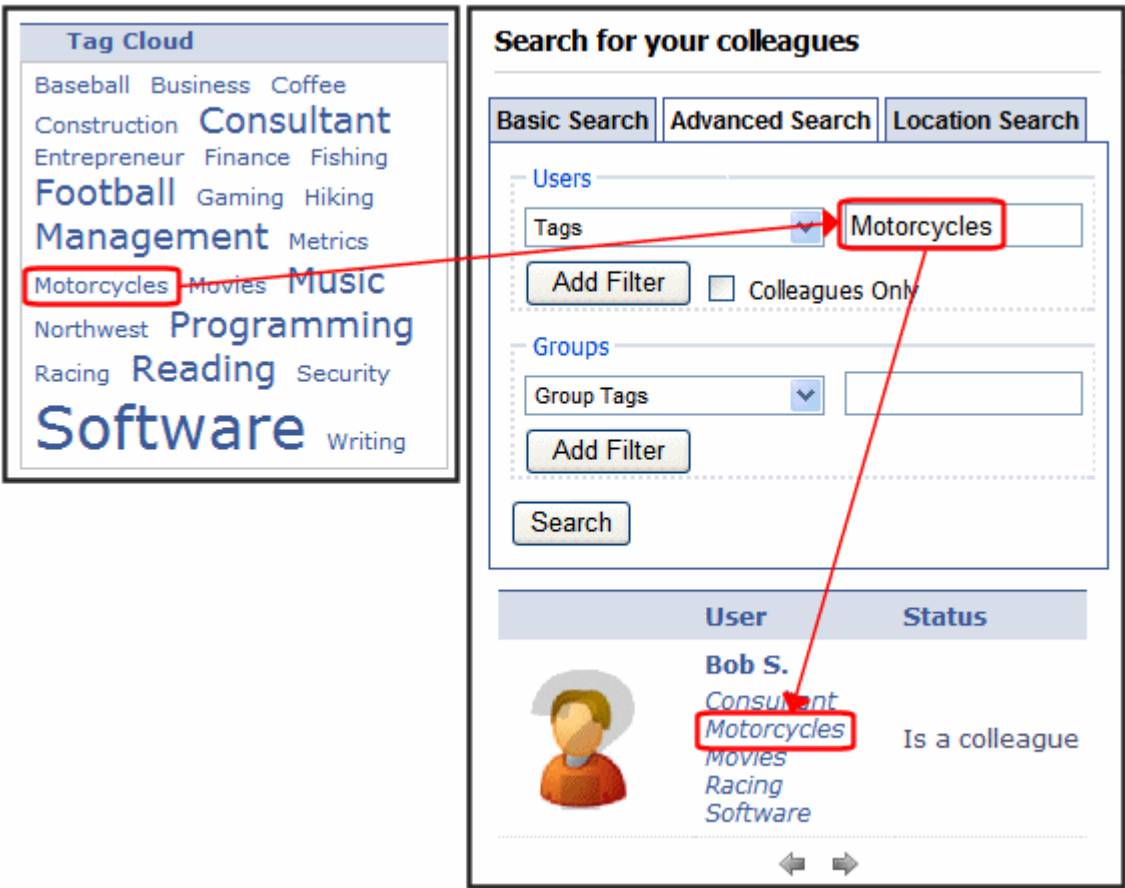 Tag Cloud
Baseball Business Coffee
Construction Consultant
Entrepreneur Finance Fishing
Football Gaming Hiking
Management Metrics
Motorcycles Movies Music
Northwest Programming
Racing Reading Security
Software Writing
Search for your colleagues
Basic Search Advanced Search Location Search
Users
Tags Motorcycles
Add Filter Colleagues Only
Groups
Group Tags
Add Filter
Search
User Status
Bob S.
Consultant
Motorcycles
Is a colleague
Movies
Racing
Software